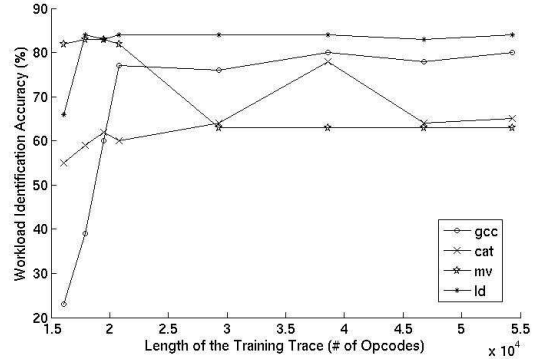 90
80
70
60
50
40
30
20
Workload Identification Accuracy (%)
1.5 2 2.5 3 3.5 4 4.5 5 5.5
x 10^4
Length of the Training Trace (# of Opcodes)
gcc
cat
mv
ld